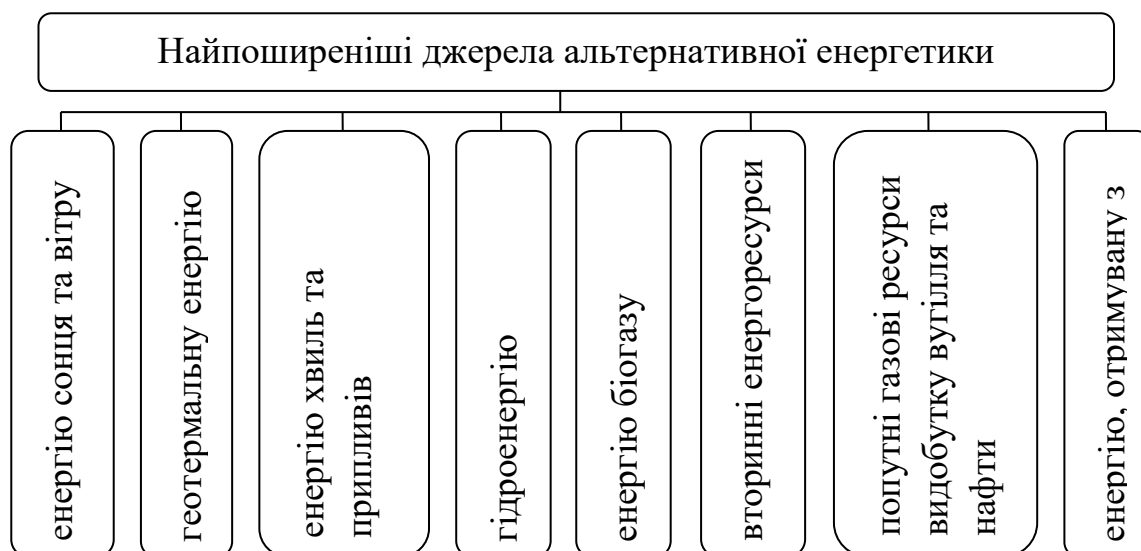 Найпоширеніші джерела альтернативної енергетики
енергію сонця та вітру
геотермальну енергію
енергію хвиль та
припливів
гідроенергію
енергію біогазу
вторинні енергоресурси
попутні газові ресурси
видобутку вугілля та
нафти
енергію, отримувану з